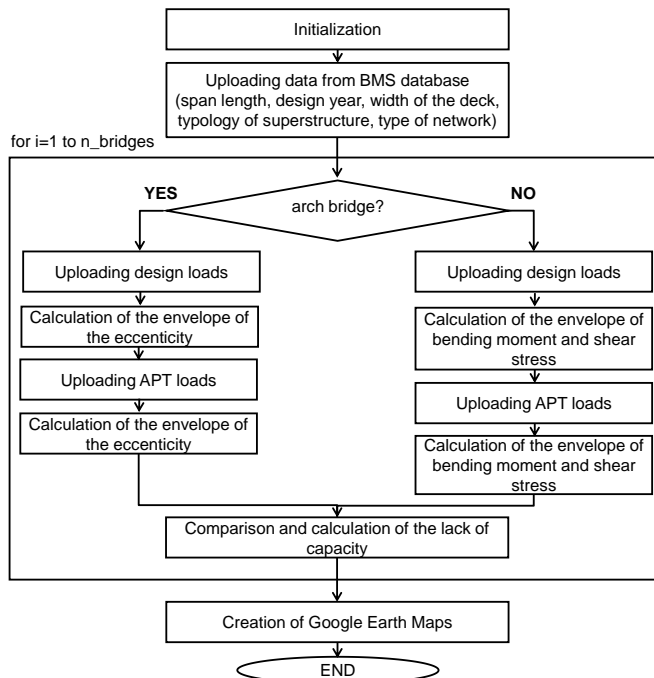 Initialization
Uploading data from BMS database
(span length, design year, width of the deck,
typology of superstructure, type of network)
for i=1 to n_bridges
YES
arch bridge?
NO
Uploading design loads
Calculation of the envelope of
the eccenticity
Uploading APT loads
Calculation of the envelope of
the eccenticity
Uploading design loads
Calculation of the envelope of
bending moment and shear
stress
Uploading APT loads
Calculation of the envelope of
bending moment and shear
stress
Comparison and calculation of the lack of
capacity
Creation of Google Earth Maps
END